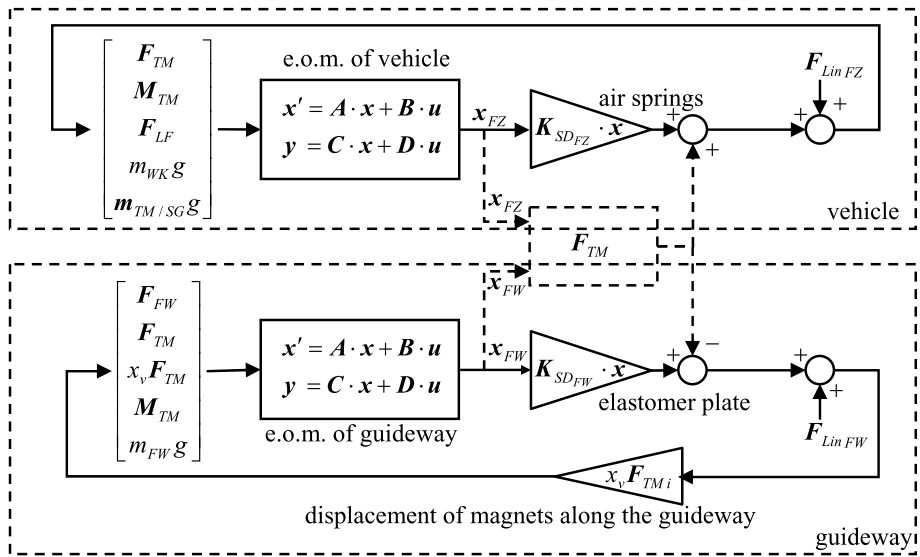 e.o.m. of vehicle
F_TM
M_TM
F_LF
m_WK g
m_TM/SG g
x′ = A · x + B · u
y = C · x + D · u
x_FZ
K_SD_FZ · x
air springs
+
+
F_Lin FZ
+
+
vehicle
x_FZ
F_TM
x_FW
F_FW
F_TM
x_v F_TM
M_TM
m_FW g
x′ = A · x + B · u
y = C · x + D · u
e.o.m. of guideway
x_FW
K_SD_FW · x
elastomer plate
+
−
+
+
F_Lin FW
x_v F_TM i
displacement of magnets along the guideway
guideway